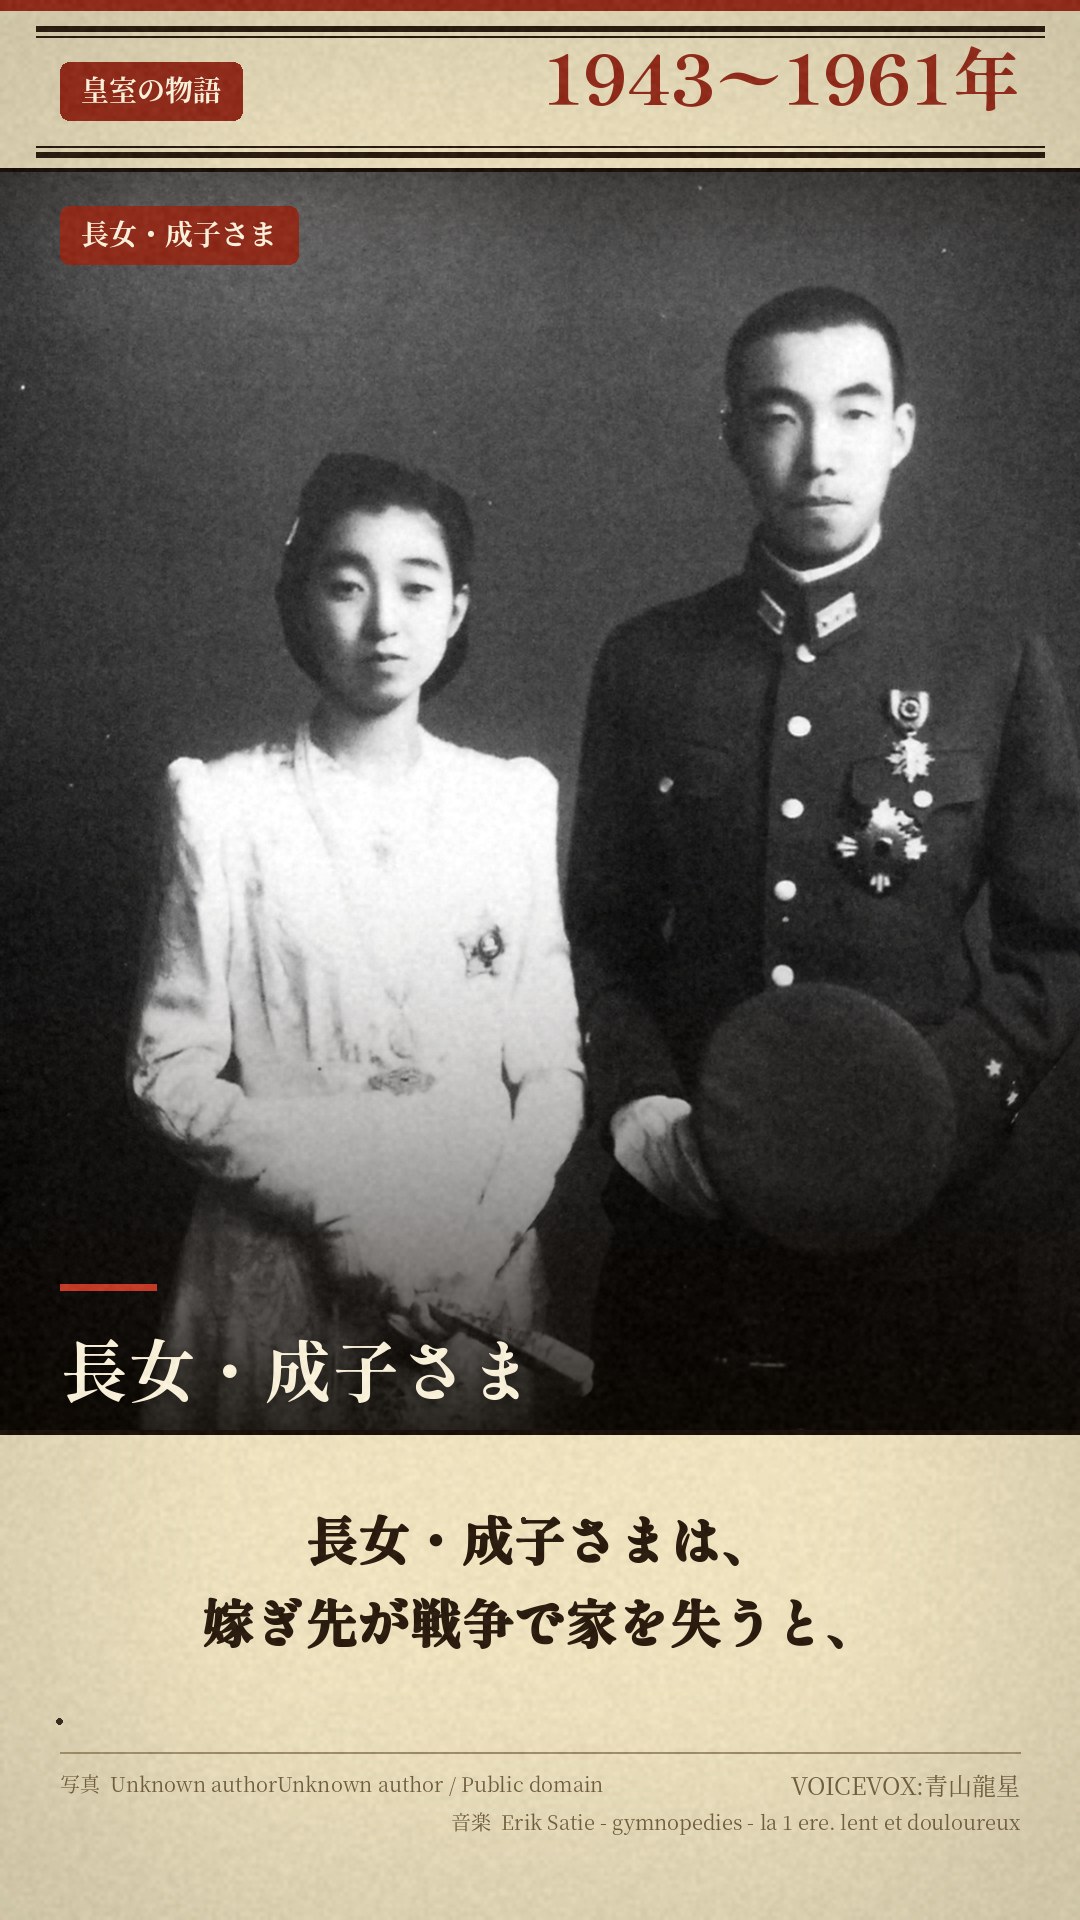 皇室の物語
1943〜1961年
長女・成子さま
長女・成子さま
長女・成子さまは、
嫁ぎ先が戦争で家を失うと、
写真 Unknown authorUnknown author / Public domain
VOICEVOX:青山龍星
音楽 Erik Satie - gymnopedies - la 1 ere. lent et douloureux